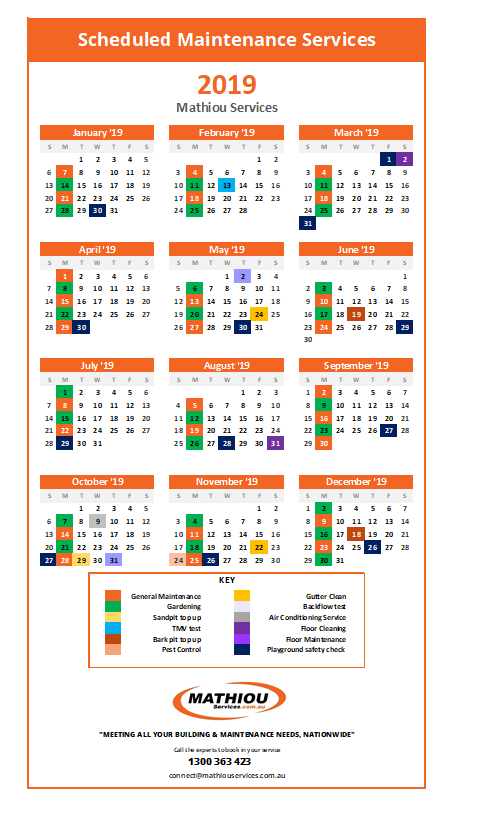 Scheduled Maintenance Services
2019
Mathiou Services
January '19
S M T W T F S
1 2 3 4 5
6 7 8 9 10 11 12
13 14 15 16 17 18 19
20 21 22 23 24 25 26
27 28 29 30 31
February '19
S M T W T F S
1 2
3 4 5 6 7 8 9
10 11 12 13 14 15 16
17 18 19 20 21 22 23
24 25 26 27 28
March '19
S M T W T F S
1 2
3 4 5 6 7 8 9
10 11 12 13 14 15 16
17 18 19 20 21 22 23
24 25 26 27 28 29 30
31
April '19
S M T W T F S
1 2 3 4 5 6
7 8 9 10 11 12 13
14 15 16 17 18 19 20
21 22 23 24 25 26 27
28 29 30
May '19
S M T W T F S
1 2 3 4
5 6 7 8 9 10 11
12 13 14 15 16 17 18
19 20 21 22 23 24 25
26 27 28 29 30 31
June '19
S M T W T F S
1
2 3 4 5 6 7 8
9 10 11 12 13 14 15
16 17 18 19 20 21 22
23 24 25 26 27 28 29
30
July '19
S M T W T F S
1 2 3 4 5 6
7 8 9 10 11 12 13
14 15 16 17 18 19 20
21 22 23 24 25 26 27
28 29 30 31
August '19
S M T W T F S
1 2 3
4 5 6 7 8 9 10
11 12 13 14 15 16 17
18 19 20 21 22 23 24
25 26 27 28 29 30 31
September '19
S M T W T F S
1 2 3 4 5 6 7
8 9 10 11 12 13 14
15 16 17 18 19 20 21
22 23 24 25 26 27 28
29 30
October '19
S M T W T F S
1 2 3 4 5
6 7 8 9 10 11 12
13 14 15 16 17 18 19
20 21 22 23 24 25 26
27 28 29 30 31
November '19
S M T W T F S
1 2
3 4 5 6 7 8 9
10 11 12 13 14 15 16
17 18 19 20 21 22 23
24 25 26 27 28 29 30
December '19
S M T W T F S
1 2 3 4 5 6 7
8 9 10 11 12 13 14
15 16 17 18 19 20 21
22 23 24 25 26 27 28
29 30 31
KEY
General Maintenance
Gardening
Sandpit top up
TMV test
Bark pit top up
Pest Control
Gutter Clean
Backflow test
Air Conditioning Service
Floor Cleaning
Floor Maintenance
Playground safety check
MATHIOU
Services.com.au
"MEETING ALL YOUR BUILDING & MAINTENANCE NEEDS, NATIONWIDE"
Call the experts to book in your service
1300 363 423
connect@mathiouservices.com.au